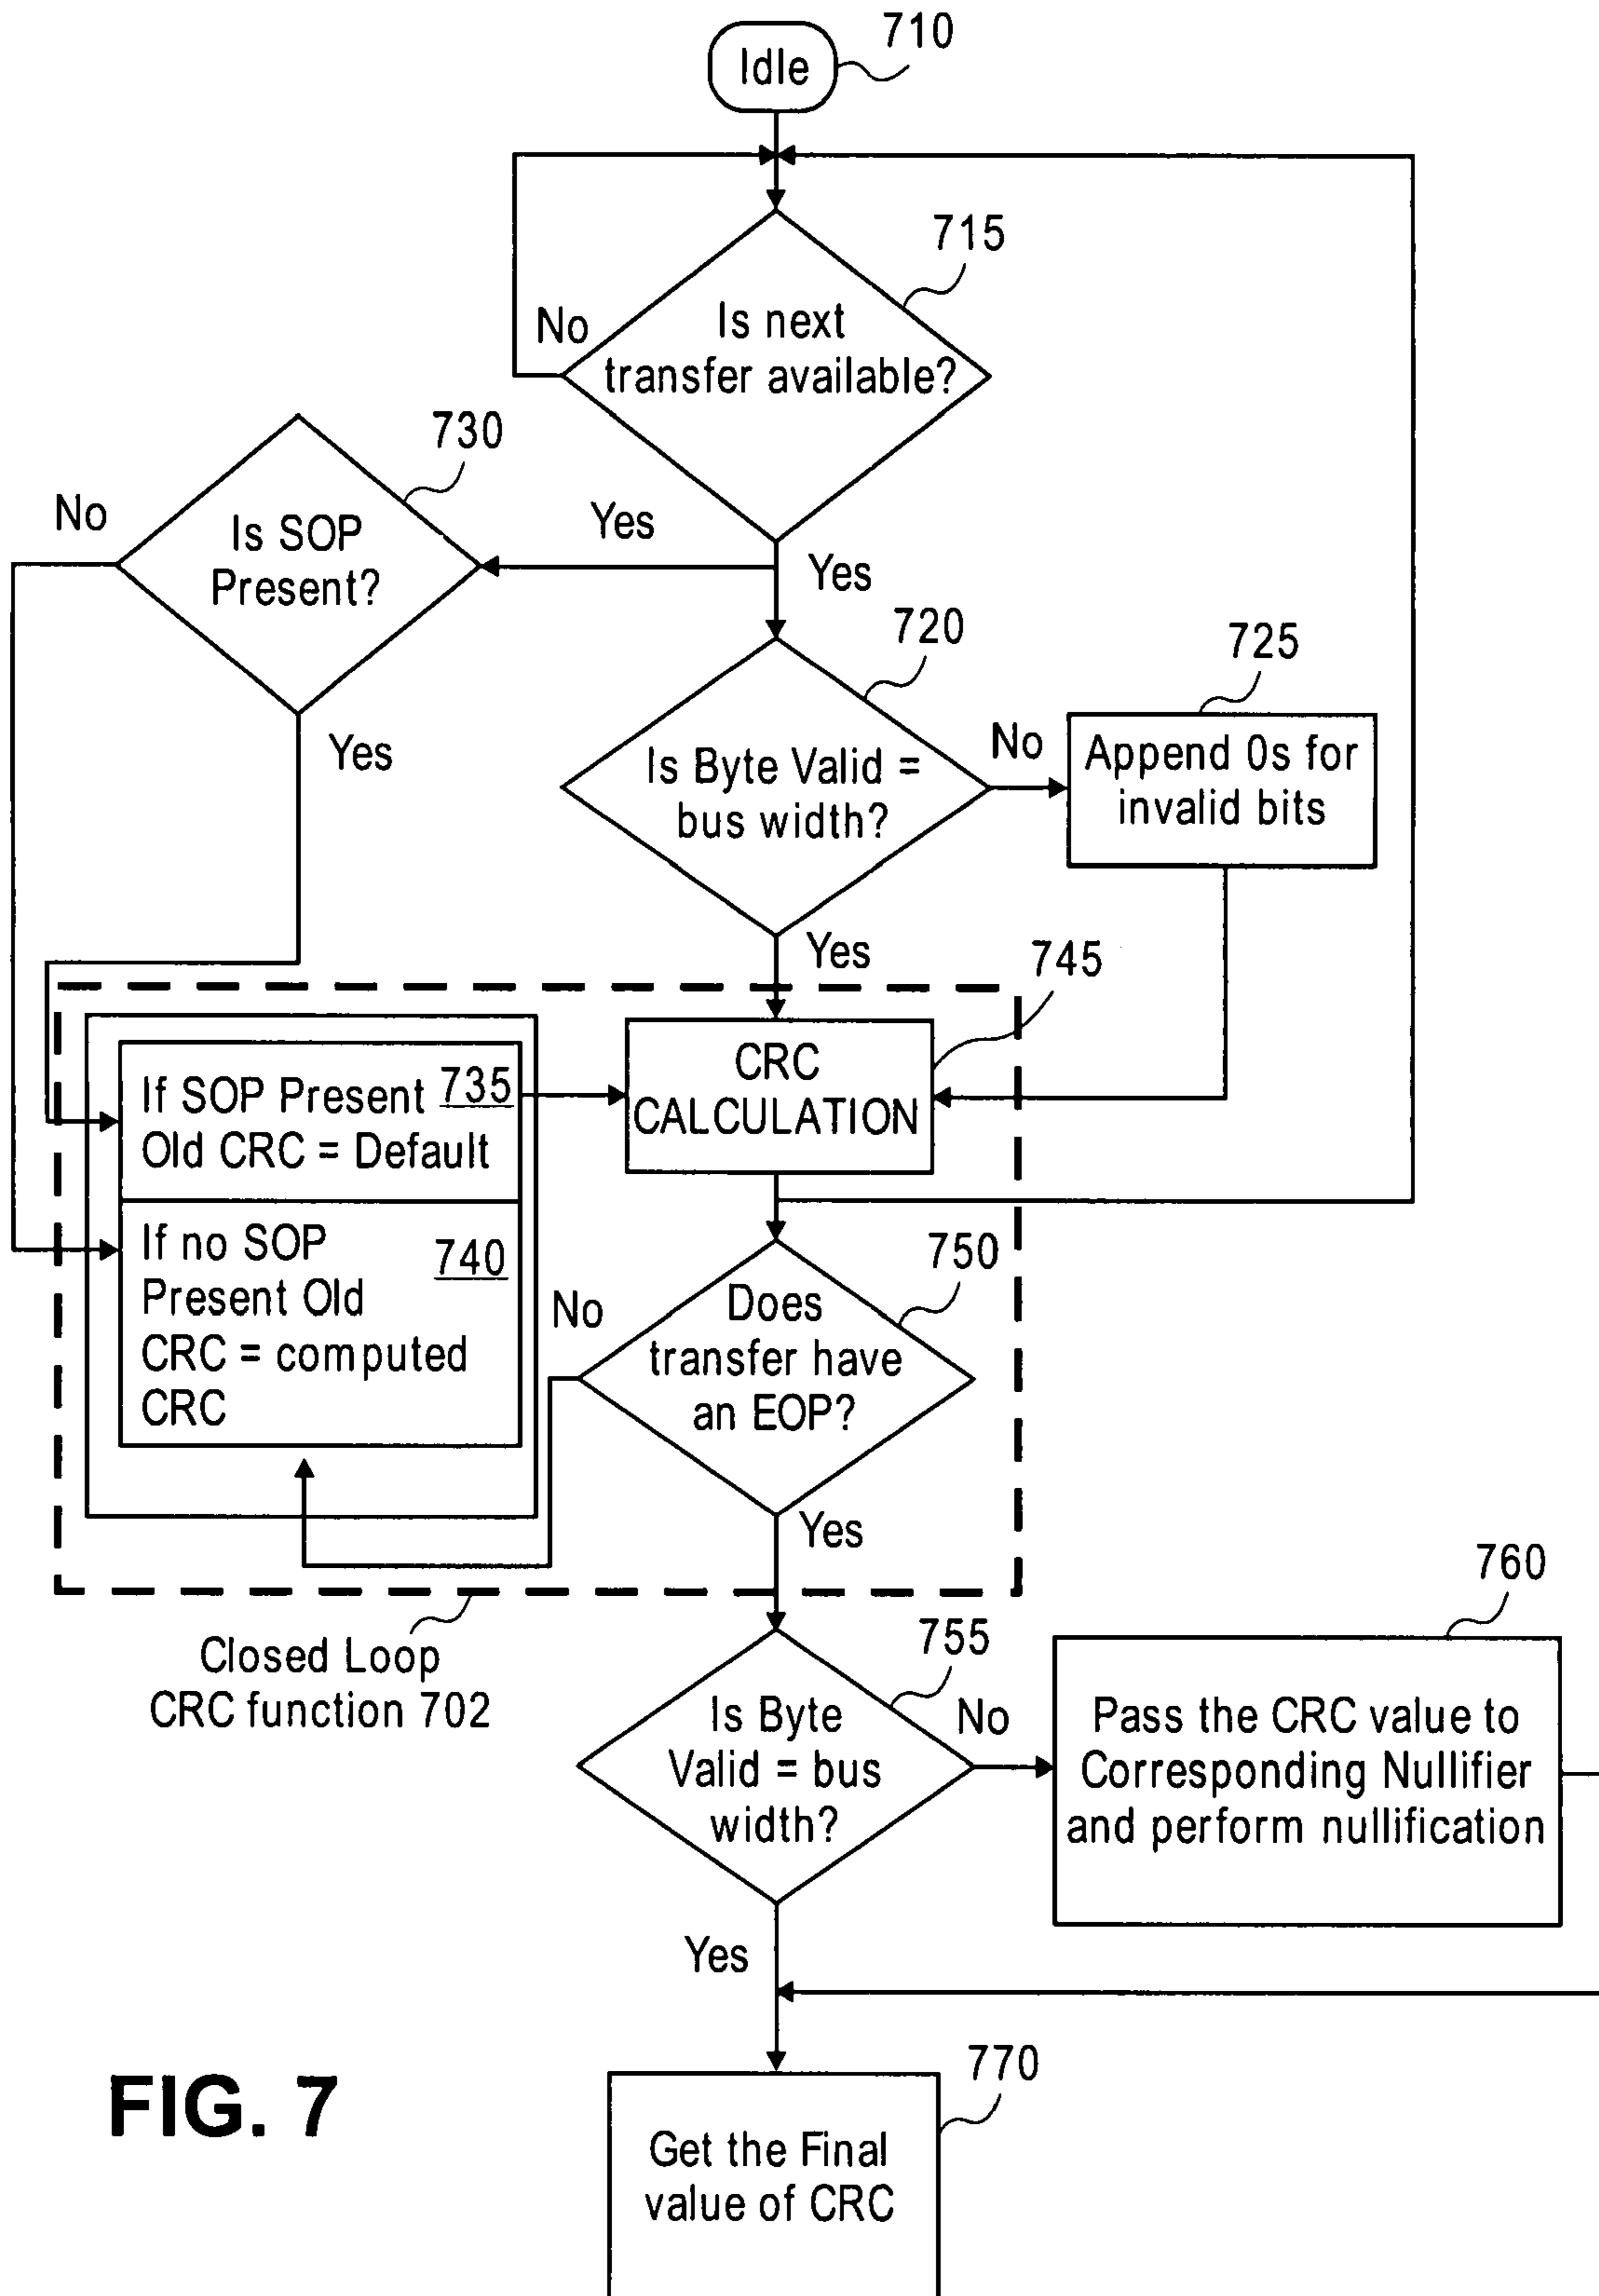 710
Idle
715
Is next
transfer available?
No
730
No
Is SOP
Present?
Yes
Yes
Yes
720
Is Byte Valid =
bus width?
No
725
Append 0s for
invalid bits
Yes
745
CRC
CALCULATION
If SOP Present 735
Old CRC = Default
If no SOP
740
Present Old
CRC = computed
CRC
No
750
Does
transfer have
an EOP?
Yes
Closed Loop
CRC function 702
755
Is Byte
Valid = bus
width?
No
760
Pass the CRC value to
Corresponding Nullifier
and perform nullification
Yes
770
Get the Final
value of CRC
FIG. 7